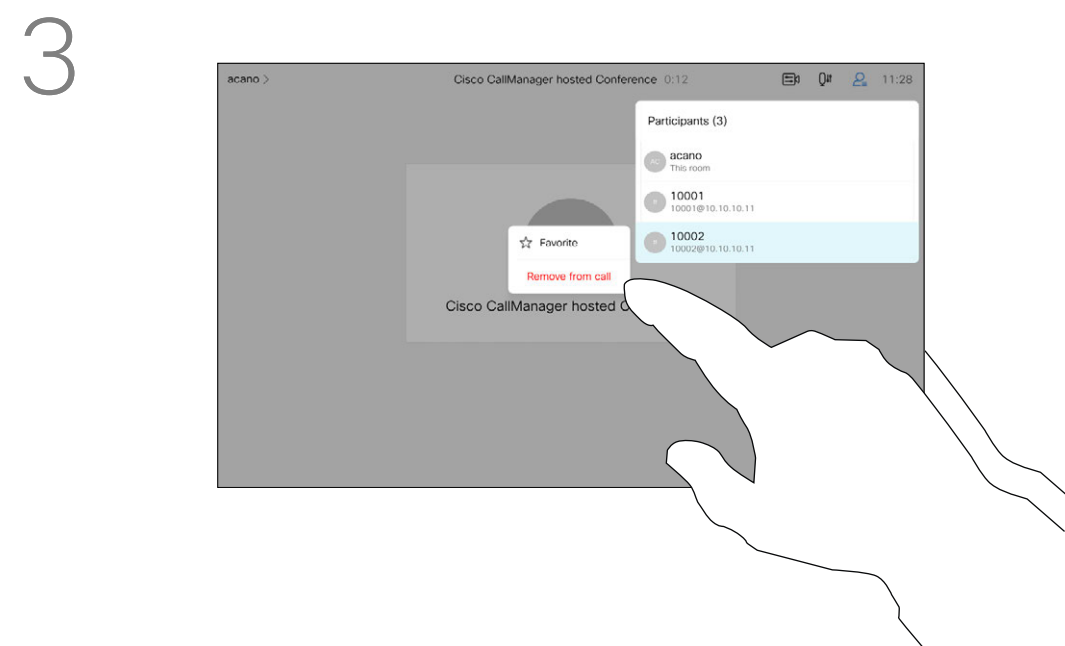 3
acano >
Cisco CallManager hosted Conference 0:12
11:28
Participants (3)
AC
acano
This room
10001
10001@10.10.10.11
10002
10002@10.10.10.11
Favorite
Remove from call
Cisco CallManager hosted C